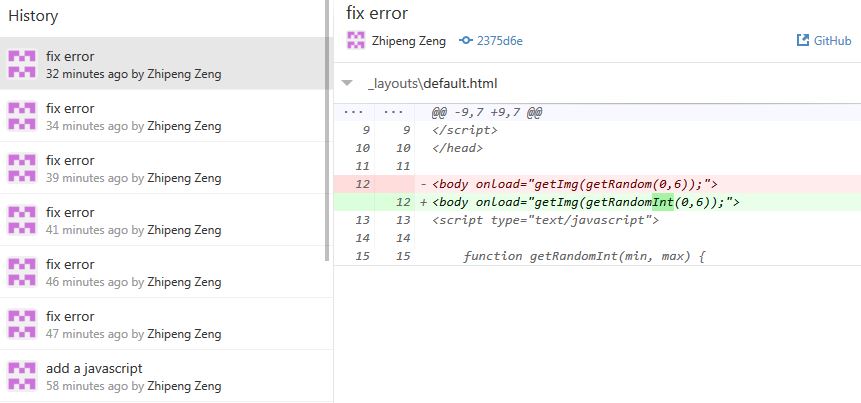 History
fix error
32 minutes ago by Zhipeng Zeng
fix error
34 minutes ago by Zhipeng Zeng
fix error
39 minutes ago by Zhipeng Zeng
fix error
41 minutes ago by Zhipeng Zeng
fix error
46 minutes ago by Zhipeng Zeng
fix error
47 minutes ago by Zhipeng Zeng
add a javascript
58 minutes ago by Zhipeng Zeng
fix error
Zhipeng Zeng 2375d6e GitHub
_layouts\default.html
... ... @@ -9,7 +9,7 @@
9 9 </script>
10 10 </head>
11 11
12 - <body onload="getImg(getRandom(0,6));">
12 + <body onload="getImg(getRandomInt(0,6));">
13 13 <script type="text/javascript">
14 14
15 15 function getRandomInt(min, max) {